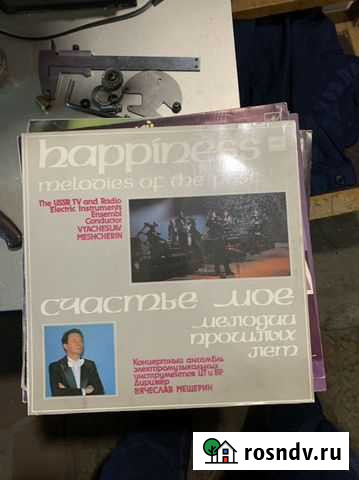 happiness
melodies of the past
The USSR TV and Radio
Electric Instruments
Ensembl
Conductor
VYACHESLAV
MESHCHERIN
счастье мое
мелодии
прошлых
лет
Концертный ансамбль
электромузыкальных
инструментов ЦТ и ВР
Дирижер
ВЯЧЕСЛАВ МЕЩЕРИН
rosndv.ru